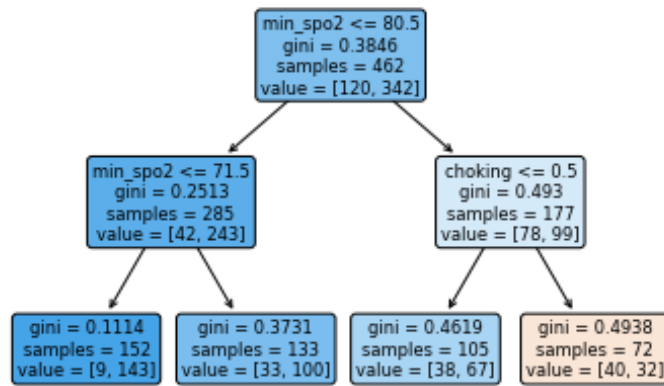 min_spo2 <= 80.5
gini = 0.3846
samples = 462
value = [120, 342]
min_spo2 <= 71.5
gini = 0.2513
samples = 285
value = [42, 243]
choking <= 0.5
gini = 0.493
samples = 177
value = [78, 99]
gini = 0.1114
samples = 152
value = [9, 143]
gini = 0.3731
samples = 133
value = [33, 100]
gini = 0.4619
samples = 105
value = [38, 67]
gini = 0.4938
samples = 72
value = [40, 32]